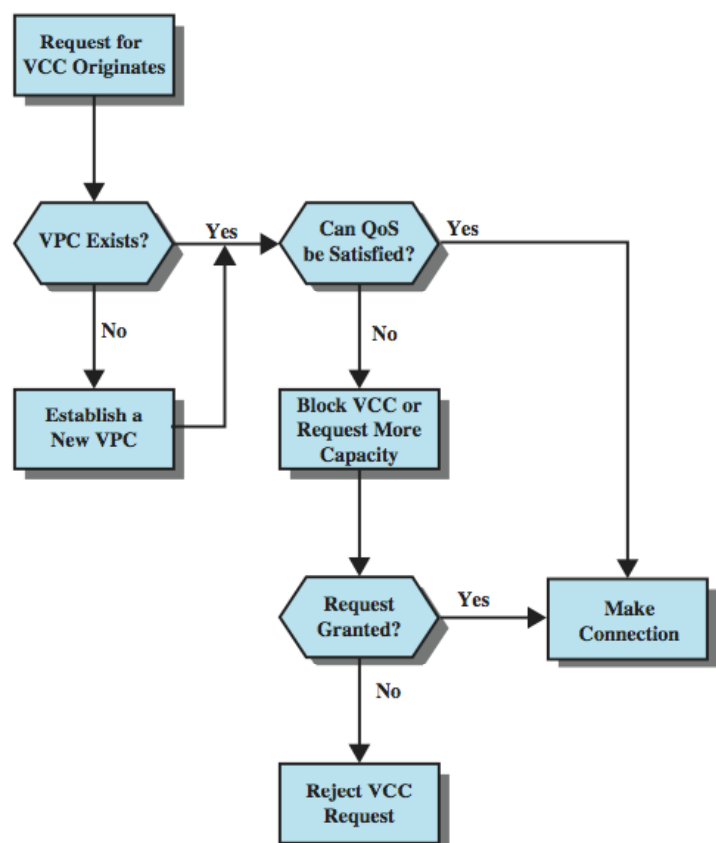 Request for
VCC Originates
VPC Exists?
Yes
Can QoS
be Satisfied?
Yes
No
No
Establish a
New VPC
Block VCC or
Request More
Capacity
Request
Granted?
Yes
Make
Connection
No
Reject VCC
Request